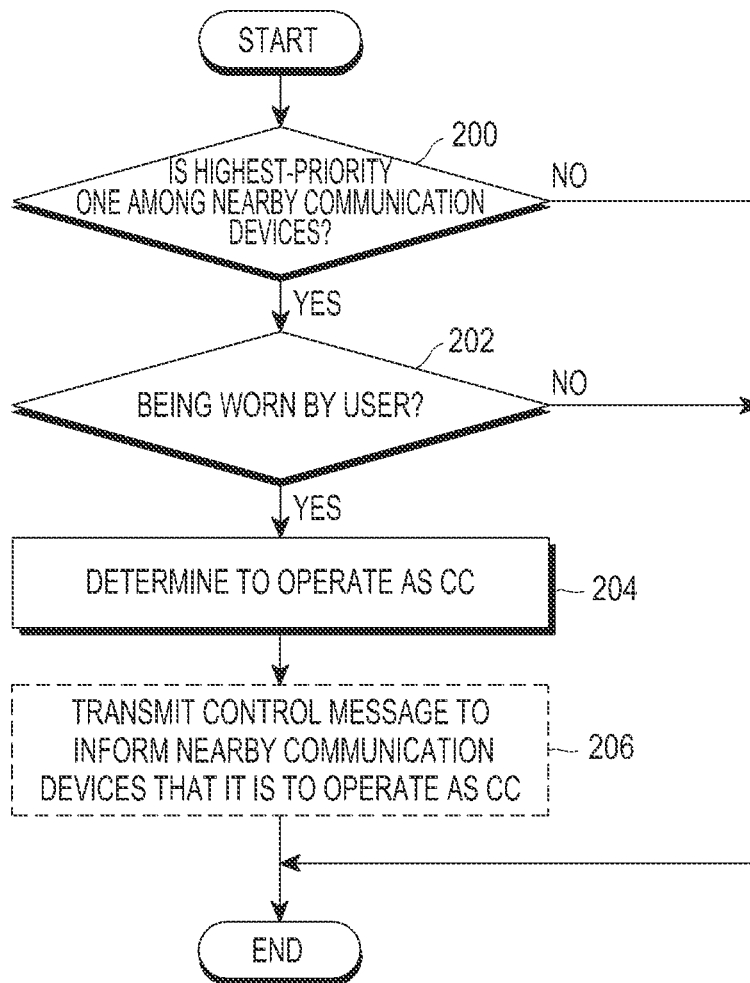 START
200
IS HIGHEST-PRIORITY
ONE AMONG NEARBY COMMUNICATION
DEVICES?
NO
YES
202
BEING WORN BY USER?
NO
YES
DETERMINE TO OPERATE AS CC
204
TRANSMIT CONTROL MESSAGE TO
INFORM NEARBY COMMUNICATION
DEVICES THAT IT IS TO OPERATE AS CC
206
END